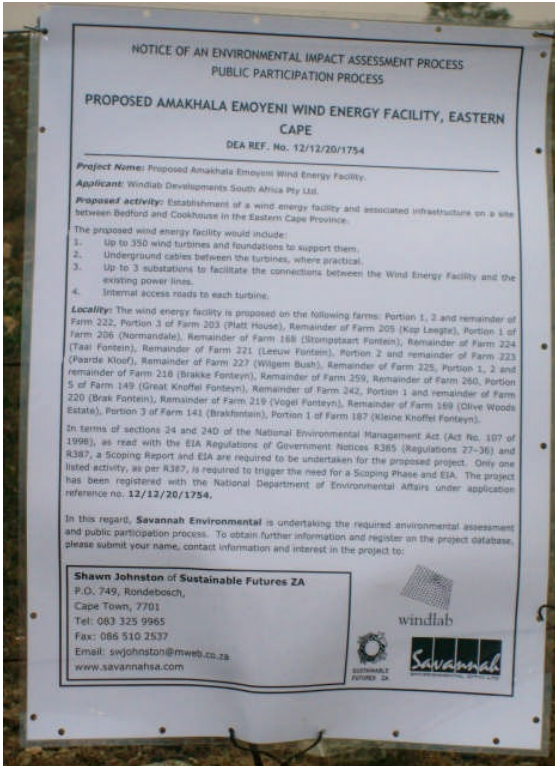 NOTICE OF AN ENVIRONMENTAL IMPACT ASSESSMENT PROCESS
PUBLIC PARTICIPATION PROCESS
PROPOSED AMAKHALA EMOYENI WIND ENERGY FACILITY, EASTERN
CAPE
DEA REF. No. 12/12/20/1754
Project Name: Proposed Amakhala Emoyeni Wind Energy Facility.
Applicant: Windlab Developments South Africa Pty Ltd.
Proposed activity: Establishment of a wind energy facility and associated infrastructure on a site
between Bedford and Cookhouse in the Eastern Cape Province.
The proposed wind energy facility would include:
1. Up to 350 wind turbines and foundations to support them.
2. Underground cables between the turbines, where practical.
3. Up to 3 substations to facilitate the connections between the Wind Energy Facility and the
existing power lines.
4. Internal access roads to each turbine.
Locality: The wind energy facility is proposed on the following farms: Portion 1, 2 and remainder of
Farm 222, Portion 3 of Farm 203 (Platt House), Remainder of Farm 205 (Kop Leegte), Portion 1 of
Farm 206 (Normandale), Remainder of Farm 168 (Stompstaart Fontein), Remainder of Farm 224
(Taai Fontein), Remainder of Farm 221 (Leeuw Fontein), Portion 2 and remainder of Farm 223
(Paarde Kloof), Remainder of Farm 227 (Wilgem Bush), Remainder of Farm 225, Portion 1, 2 and
remainder of Farm 218 (Brakke Fonteyn), Remainder of Farm 259, Remainder of Farm 260, Portion
5 of Farm 149 (Great Knoffel Fonteyn), Remainder of Farm 242, Portion 1 and remainder of Farm
220 (Brak Fontein), Remainder of Farm 219 (Vogel Fonteyn), Remainder of Farm 169 (Olive Woods
Estate), Portion 3 of Farm 141 (Brakfontein), Portion 1 of Farm 187 (Kleine Knoffel Fonteyn).
In terms of sections 24 and 24D of the National Environmental Management Act (Act No. 107 of
1998), as read with the EIA Regulations of Government Notices R385 (Regulations 27-36) and
R387, a Scoping Report and EIA are required to be undertaken for the proposed project. Only one
listed activity, as per R387, is required to trigger the need for a Scoping Phase and EIA. The project
has been registered with the National Department of Environmental Affairs under application
reference no. 12/12/20/1754.
In this regard, Savannah Environmental is undertaking the required environmental assessment
and public participation process. To obtain further information and register on the project database,
please submit your name, contact information and interest in the project to:
Shawn Johnston of Sustainable Futures ZA
P.O. 749, Rondebosch,
Cape Town, 7701
Tel: 083 325 9965
Fax: 086 510 2537
Email: swjohnston@mweb.co.za
www.savannahsa.com
windlab
SUSTAINABLE
FUTURES ZA
Savannah
ENVIRONMENTAL (PTY) LTD